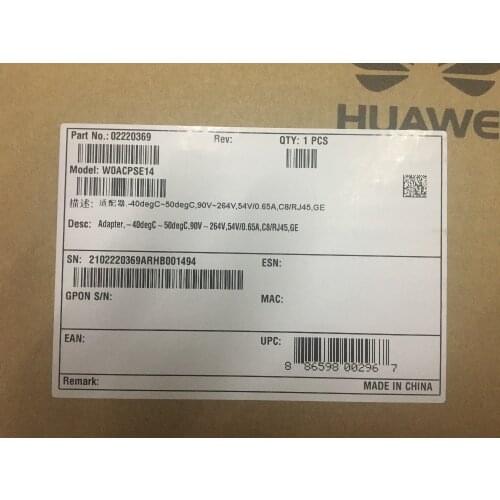 HUAWE
Part No.: 02220369 Rev: QTY: 1 PCS
Model: W0ACPSE14
描述: 适配器,-40degC~50degC,90V~264V,54V/0.65A,C8/RJ45,GE
Desc: Adapter,-40degC~50degC,90V~264V,54V/0.65A,C8/RJ45,GE
SN: 2102220369ARHB001494 ESN:
GPON S/N: MAC:
EAN: UPC:
8 86598 00296 7
Remark: MADE IN CHINA